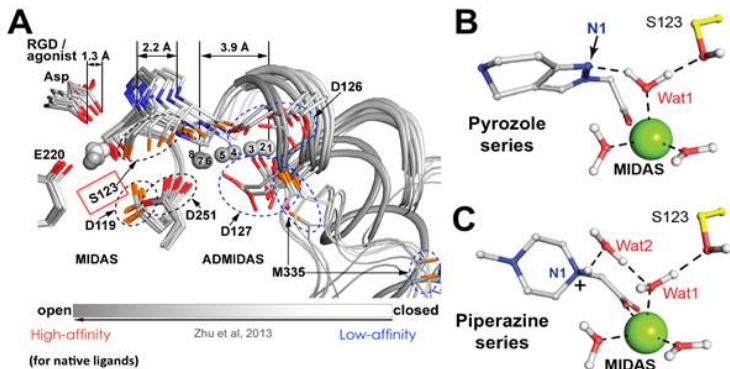 A
RGD /
agonist
1.3 Å
Asp
2.2 Å
3.9 Å
D126
E220
8 7 6 5 4 3 2 1
S123
D119
D251
D127
M335
MIDAS
ADMIDAS
open
closed
High-affinity
Zhu et al, 2013
Low-affinity
(for native ligands)
B
N1
S123
Wat1
Pyrozole
series
MIDAS
C
S123
Wat2
N1
Wat1
+
Piperazine
series
MIDAS